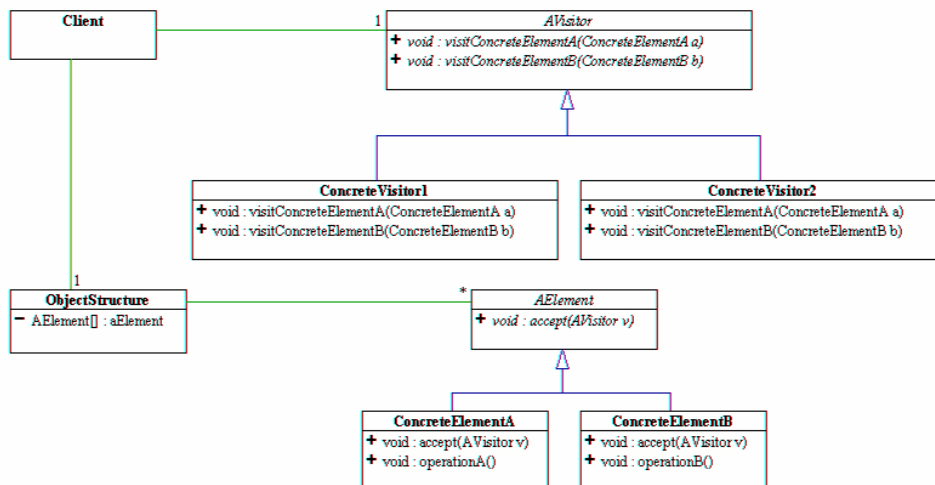 Client
1
AVisitor
+ void : visitConcreteElementA(ConcreteElementA a)
+ void : visitConcreteElementB(ConcreteElementB b)
ConcreteVisitor1
+ void : visitConcreteElementA(ConcreteElementA a)
+ void : visitConcreteElementB(ConcreteElementB b)
ConcreteVisitor2
+ void : visitConcreteElementA(ConcreteElementA a)
+ void : visitConcreteElementB(ConcreteElementB b)
1
ObjectStructure
- AElement[] : aElement
*
AElement
+ void : accept(AVisitor v)
ConcreteElementA
+ void : accept(AVisitor v)
+ void : operationA()
ConcreteElementB
+ void : accept(AVisitor v)
+ void : operationB()